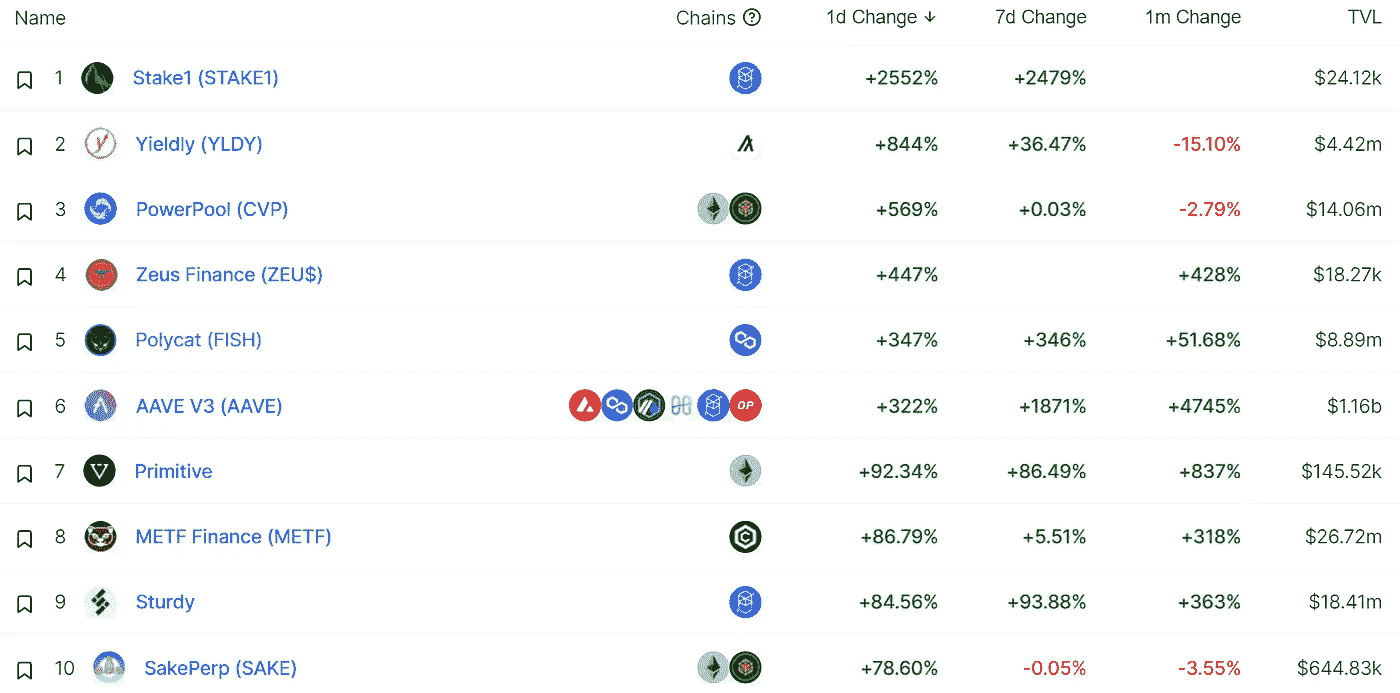 Name Chains ? 1d Change ↓ 7d Change 1m Change TVL
1 Stake1 (STAKE1) +2552% +2479% $24.12k
2 Yieldly (YLDY) +844% +36.47% -15.10% $4.42m
3 PowerPool (CVP) +569% +0.03% -2.79% $14.06m
4 Zeus Finance (ZEU$) +447% +428% $18.27k
5 Polycat (FISH) +347% +346% +51.68% $8.89m
6 AAVE V3 (AAVE) OP +322% +1871% +4745% $1.16b
7 Primitive +92.34% +86.49% +837% $145.52k
8 METF Finance (METF) +86.79% +5.51% +318% $26.72m
9 Sturdy +84.56% +93.88% +363% $18.41m
10 SakePerp (SAKE) +78.60% -0.05% -3.55% $644.83k